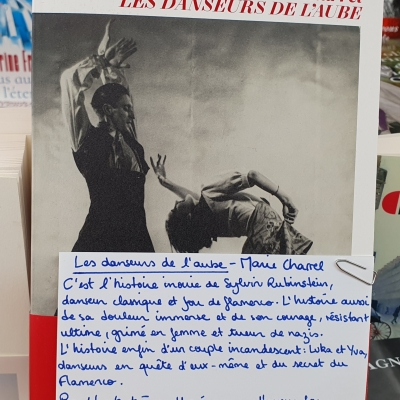 LES DANSEURS DE L'AUBE
Les danseurs de l'aube - Marie Charrel
C'est l'histoire inouïe de Sylvin Rubinstein,
danseur classique et fou de flamenco. L'histoire aussi
de sa douleur immense et de son courage, résistant
ultime, grimé en femme et tueur de nazis.
L'histoire enfin d'un couple incandescent : Luka et Yva,
danseurs en quête d'eux-même et du secret du
Flamenco.